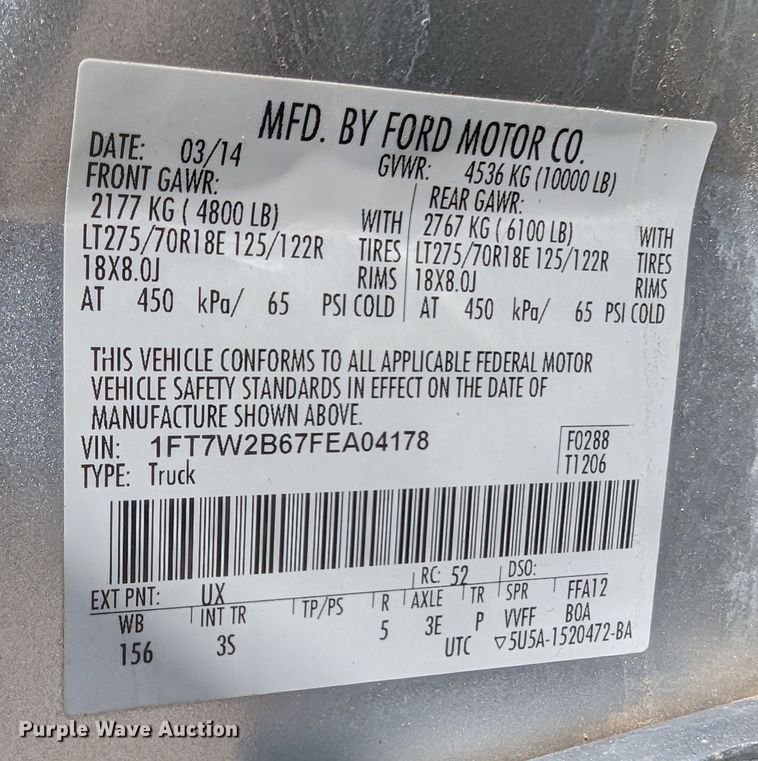 MFD. BY FORD MOTOR CO.
DATE: 03/14 GVWR: 4536 KG (10000 LB)
FRONT GAWR: REAR GAWR:
2177 KG ( 4800 LB) WITH 2767 KG ( 6100 LB) WITH
LT275/70R18E 125/122R TIRES LT275/70R18E 125/122R TIRES
18X8.0J RIMS 18X8.0J RIMS
AT 450 kPa/ 65 PSI COLD AT 450 kPa/ 65 PSI COLD
THIS VEHICLE CONFORMS TO ALL APPLICABLE FEDERAL MOTOR
VEHICLE SAFETY STANDARDS IN EFFECT ON THE DATE OF
MANUFACTURE SHOWN ABOVE.
VIN: 1FT7W2B67FEA04178 F0288
TYPE: Truck T1206
EXT PNT: UX RC: 52 DSO:
WB INT TR TP/PS R AXLE TR SPR FFA12
156 3S 5 3E P VVFF BOA
UTC ▽5U5A-1520472-BA
Purple Wave Auction